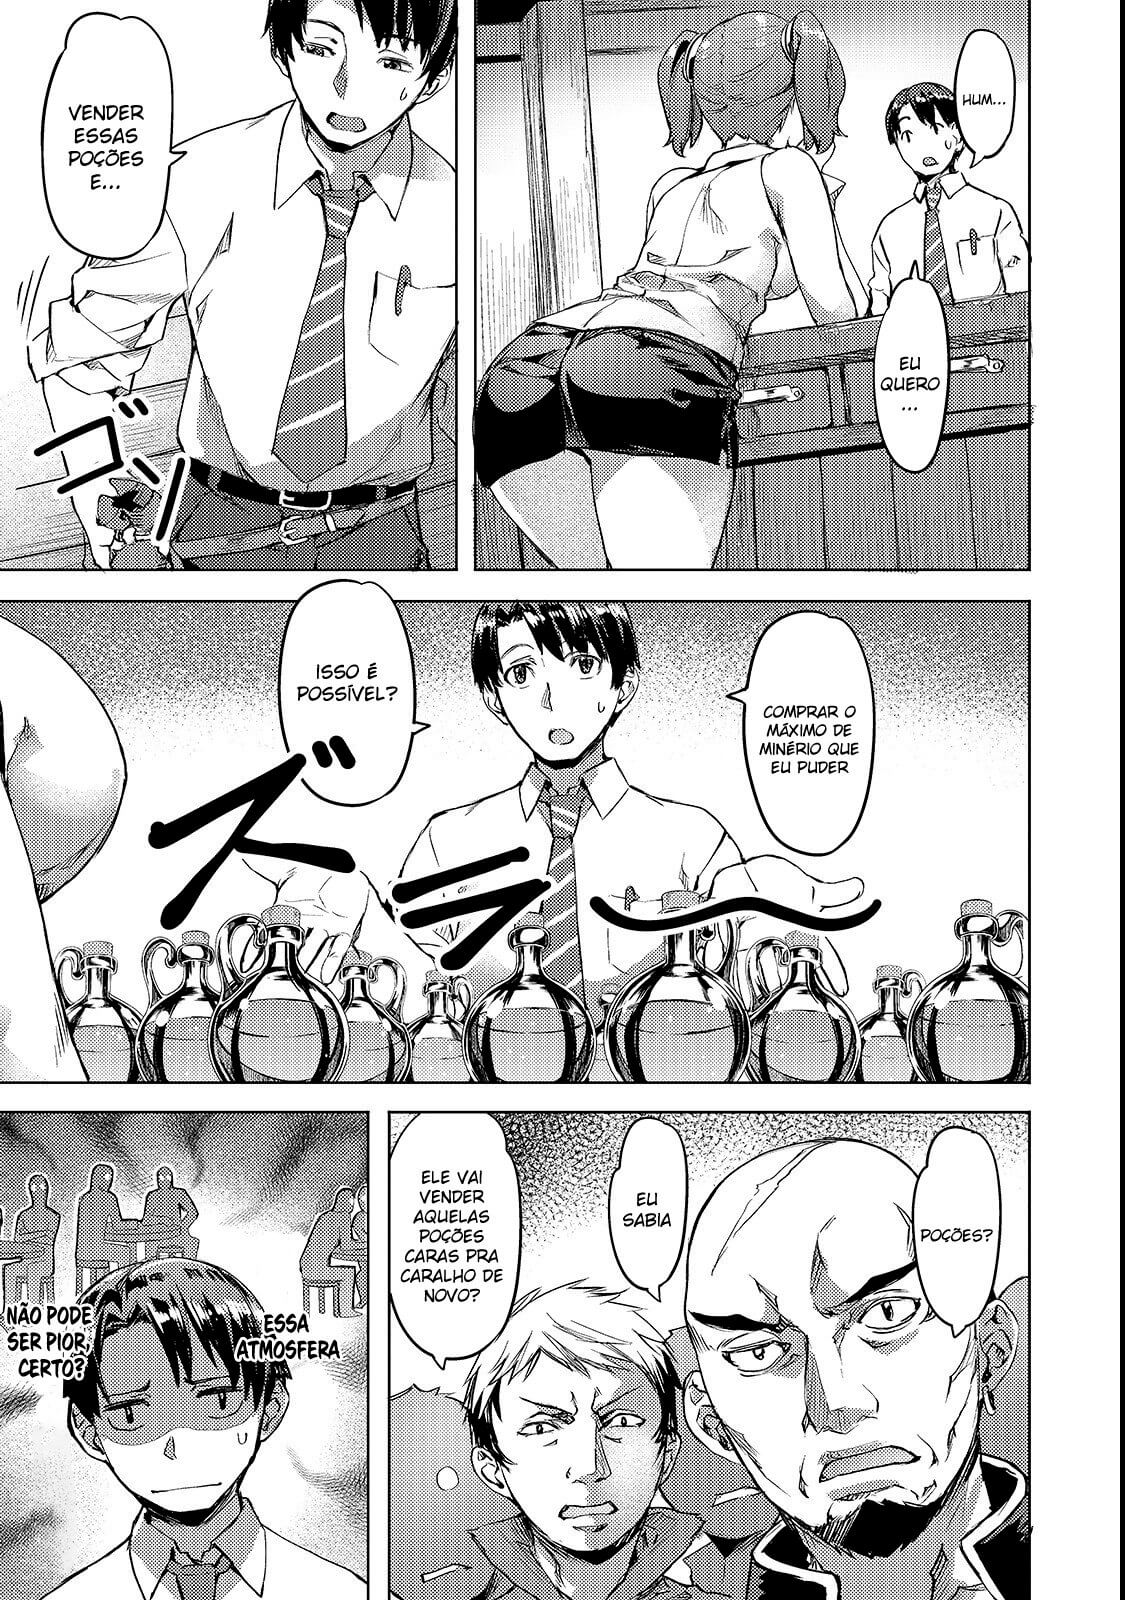 HUM...
EU
QUERO
...
VENDER
ESSAS
POÇÕES
E...
ゴソッ
COMPRAR O
MÁXIMO DE
MINÉRIO QUE
EU PUDER
ISSO É
POSSÍVEL?
ズラ～
POÇÕES?
EU
SABIA
ELE VAI
VENDER
AQUELAS
POÇÕES
CARAS PRA
CARALHO DE
NOVO?
ESSA
ATMOSFERA
NÃO PODE
SER PIOR,
CERTO?